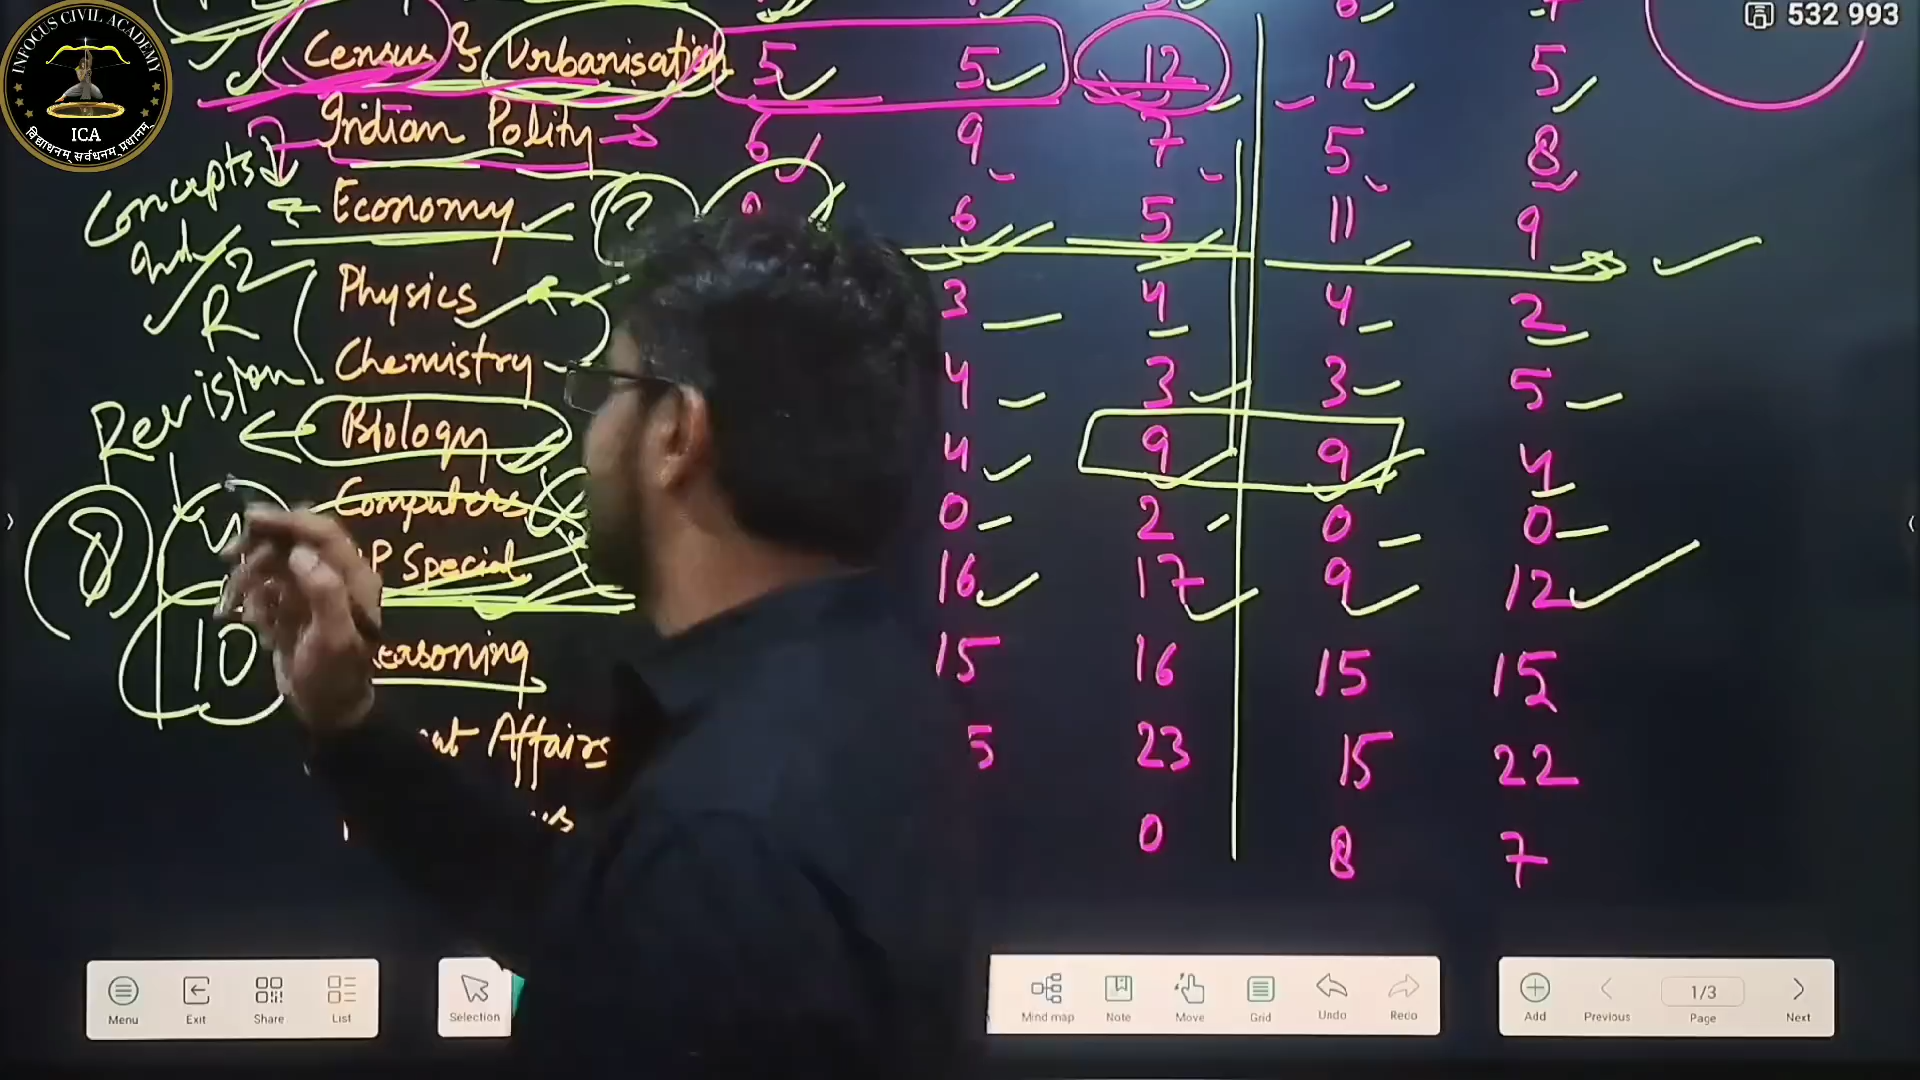 532 993
INFOCUS CIVIL ACADEMY
ICA
विद्याधनम् सर्वधनम् प्रधानम्
Census & Urbanisation 5 5 12 12 5
Indian Polity → 6 9 7 5 8
Concepts
Economy 6 5 11 9
2
R
Physics 3 4 4 2
Chemistry 4 3 3 5
Revision
Biology 4 9 9 4
Computers 0 2 0 0
8
P Special 16 17 9 12
10
easoning 15 16 15 15
Affairs 5 23 15 22
0 8 7
Menu Exit Share List Selection Mind map Note Move Grid Undo Redo Add Previous 1/3 Page Next